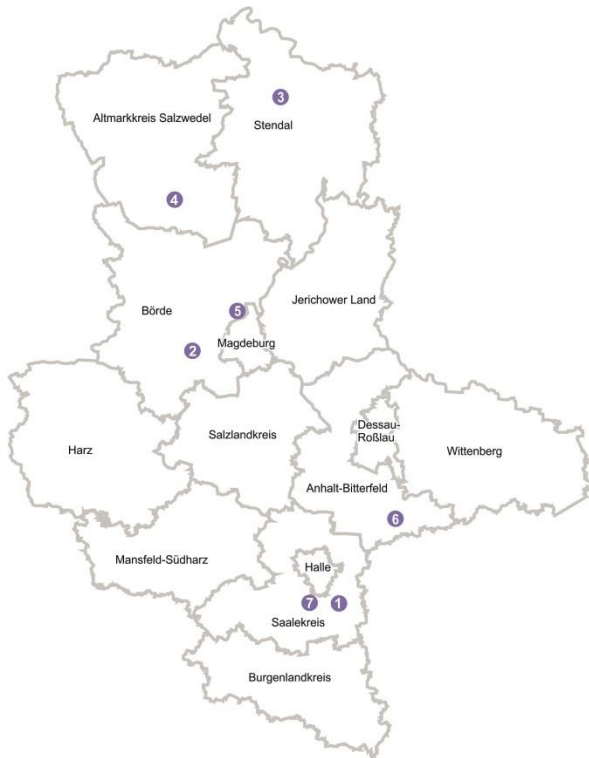 3
Altmarkkreis Salzwedel
Stendal
4
Jerichower Land
5
Börde
Magdeburg
2
Dessau-
Roßlau
Salzlandkreis
Harz
Wittenberg
Anhalt-Bitterfeld
6
Mansfeld-Südharz
Halle
7
1
Saalekreis
Burgenlandkreis